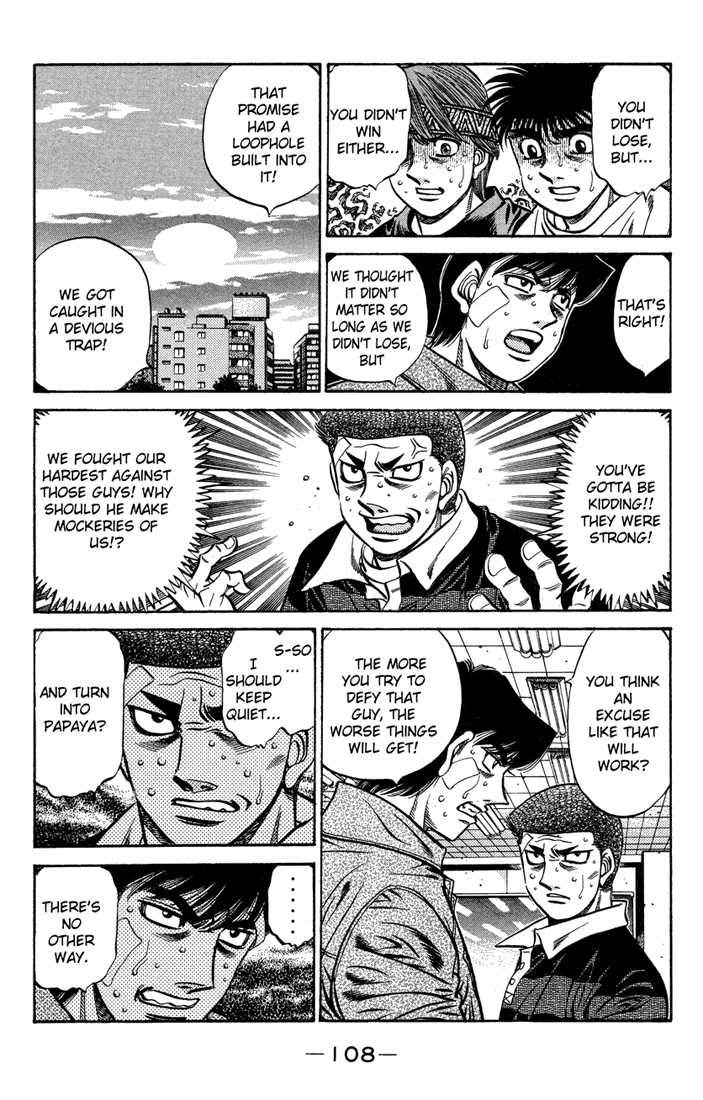 YOU
DIDN'T
LOSE,
BUT...
YOU DIDN'T
WIN
EITHER...
THAT
PROMISE
HAD A
LOOPHOLE
BUILT INTO
IT!
WE GOT
CAUGHT IN
A DEVIOUS
TRAP!
THAT'S
RIGHT!
WE THOUGHT
IT DIDN'T
MATTER SO
LONG AS WE
DIDN'T LOSE,
BUT
YOU'VE
GOTTA BE
KIDDING!!
THEY WERE
STRONG!
WE FOUGHT OUR
HARDEST AGAINST
THOSE GUYS! WHY
SHOULD HE MAKE
MOCKERIES OF
US!?
YOU THINK
AN
EXCUSE
LIKE THAT
WILL
WORK?
THE MORE
YOU TRY TO
DEFY THAT
GUY, THE
WORSE THINGS
WILL GET!
S-SO
...
I
SHOULD
KEEP
QUIET...
AND TURN
INTO
PAPAYA?
......
THERE'S
NO
OTHER
WAY.
—108—